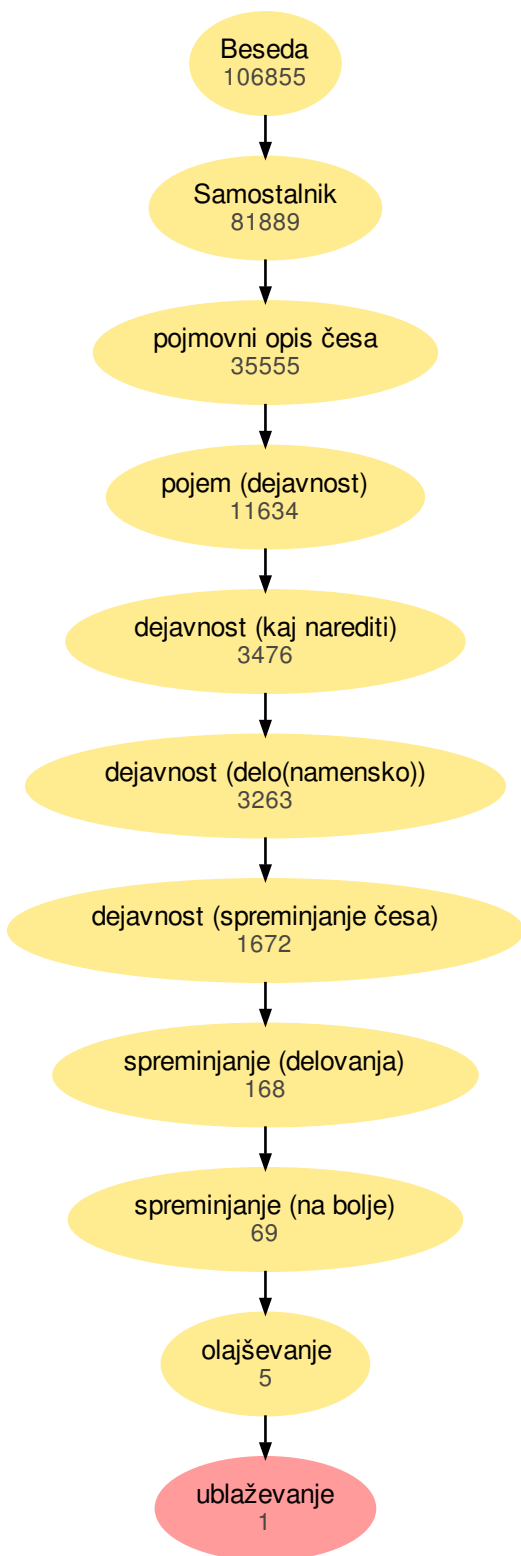 Beseda
106855
Samostalnik
81889
pojmovni opis česa
35555
pojem (dejavnost)
11634
dejavnost (kaj narediti)
3476
dejavnost (delo(namensko))
3263
dejavnost (spreminjanje česa)
1672
spreminjanje (delovanja)
168
spreminjanje (na bolje)
69
olajševanje
5
ublaževanje
1